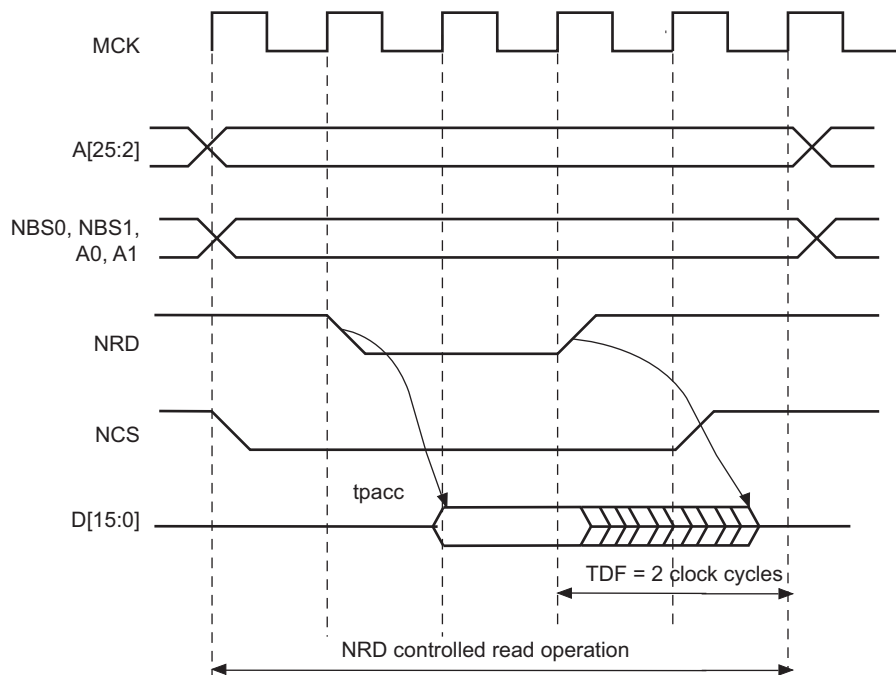 MCK
A[25:2]
NBS0, NBS1,
A0, A1
NRD
NCS
tpacc
D[15:0]
TDF = 2 clock cycles
NRD controlled read operation